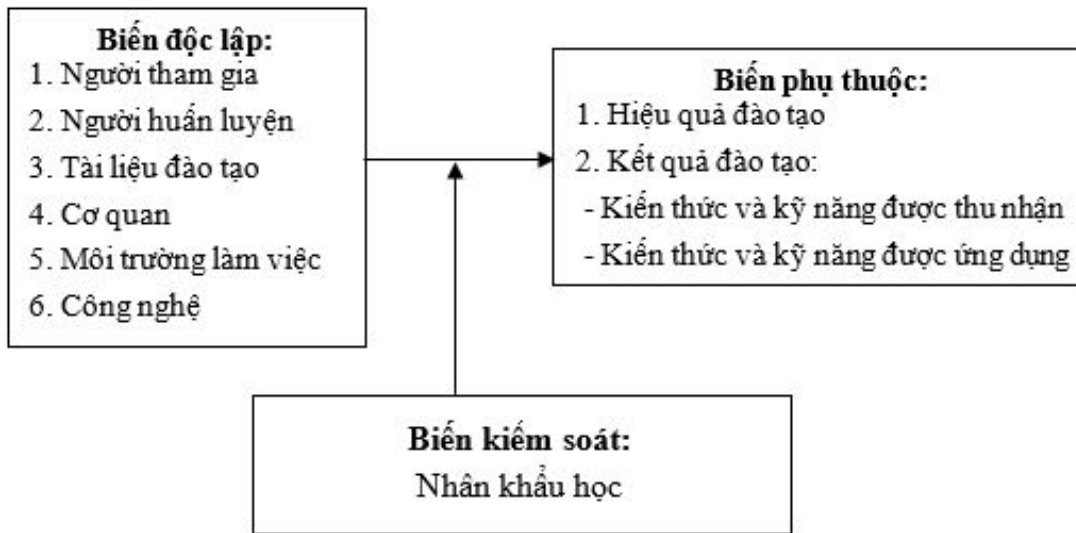 Biến độc lập:
1. Người tham gia
2. Người huấn luyện
3. Tài liệu đào tạo
4. Cơ quan
5. Môi trường làm việc
6. Công nghệ
Biến phụ thuộc:
1. Hiệu quả đào tạo
2. Kết quả đào tạo:
- Kiến thức và kỹ năng được thu nhận
- Kiến thức và kỹ năng được ứng dụng
Biến kiếm soát:
Nhân khẩu học